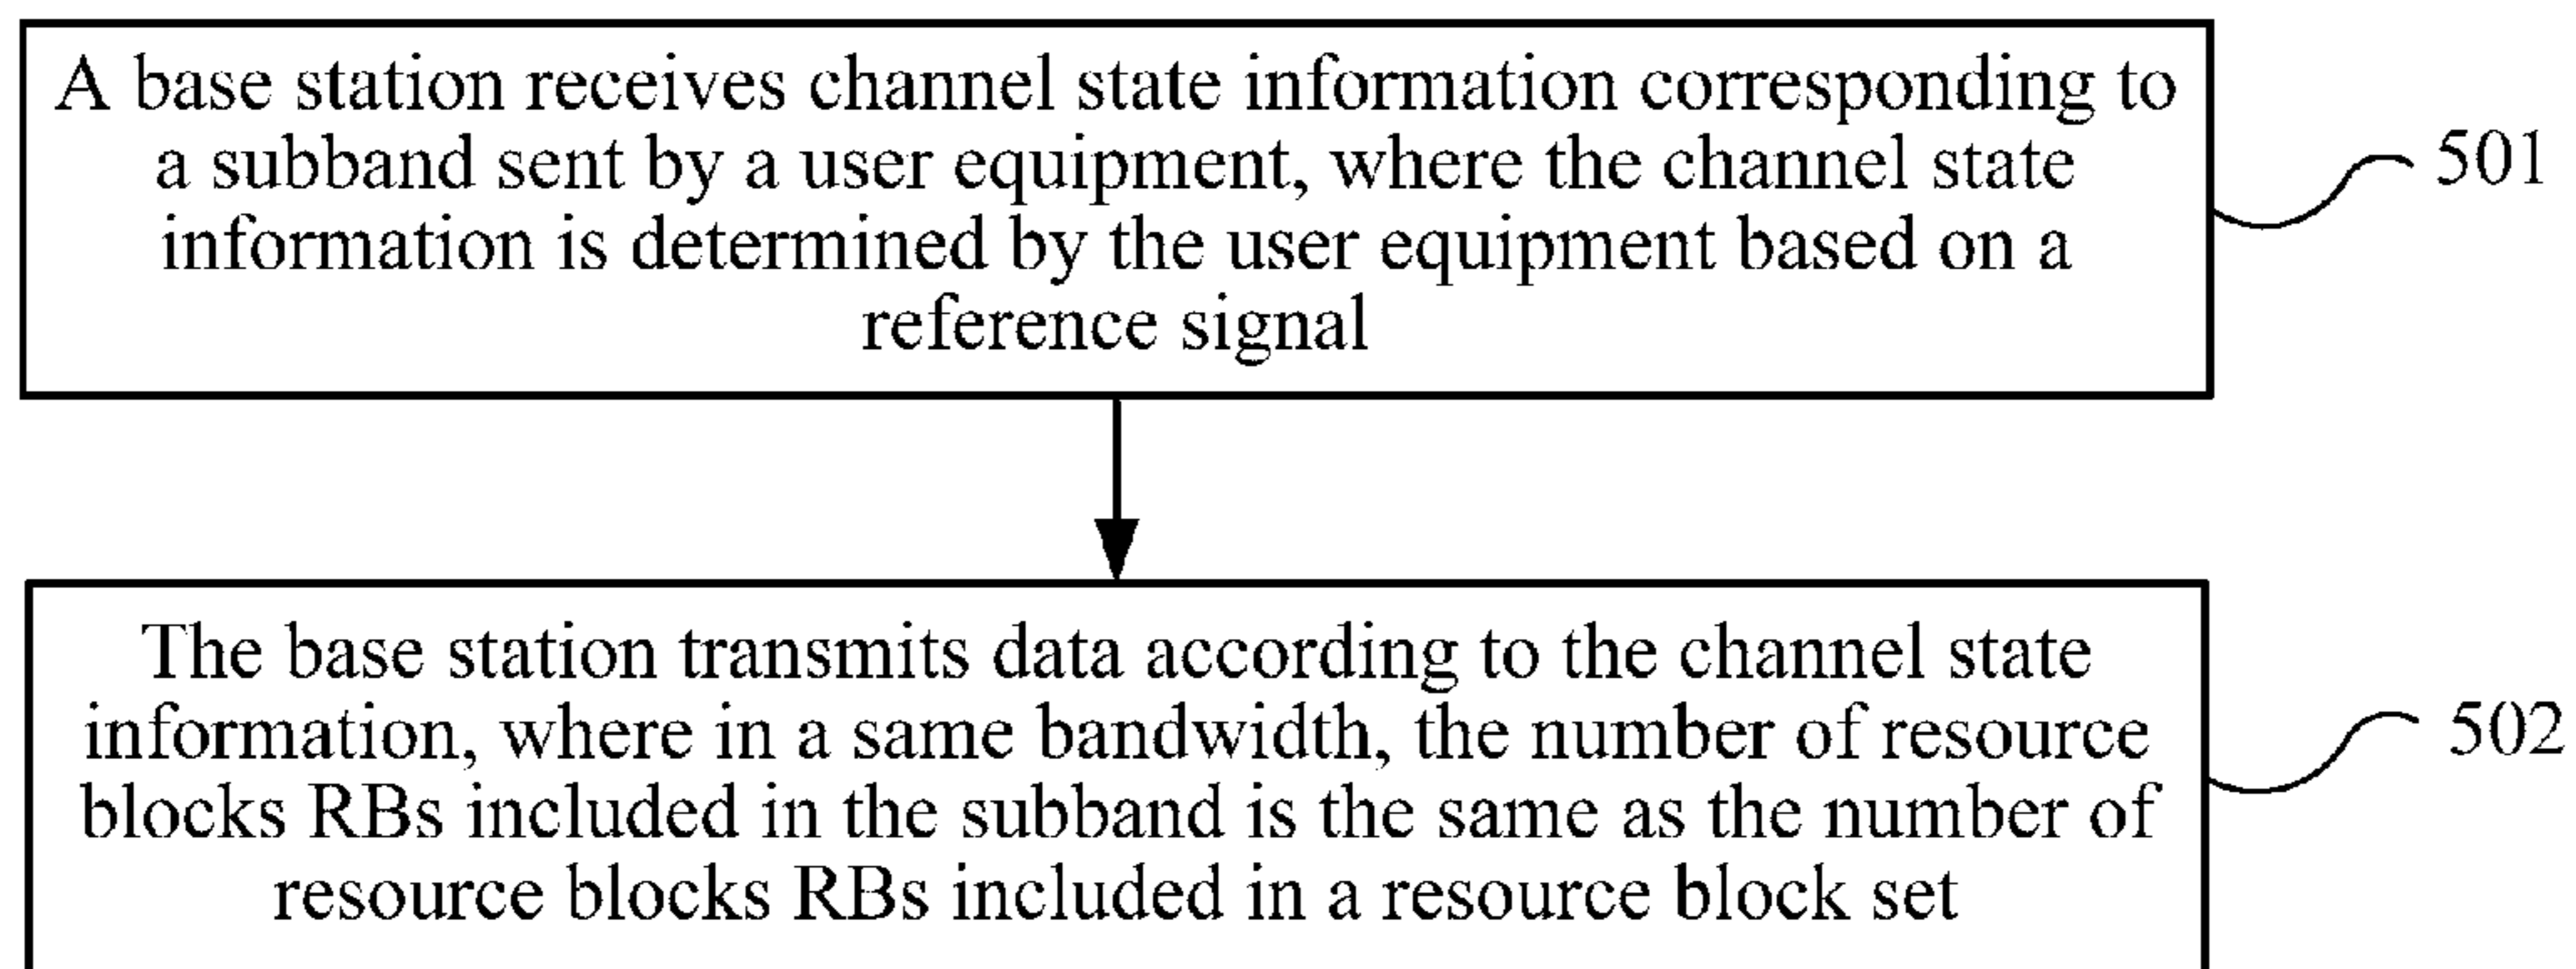 A base station receives channel state information corresponding to
a subband sent by a user equipment, where the channel state
information is determined by the user equipment based on a
reference signal
501
The base station transmits data according to the channel state
information, where in a same bandwidth, the number of resource
blocks RBs included in the subband is the same as the number of
resource blocks RBs included in a resource block set
502